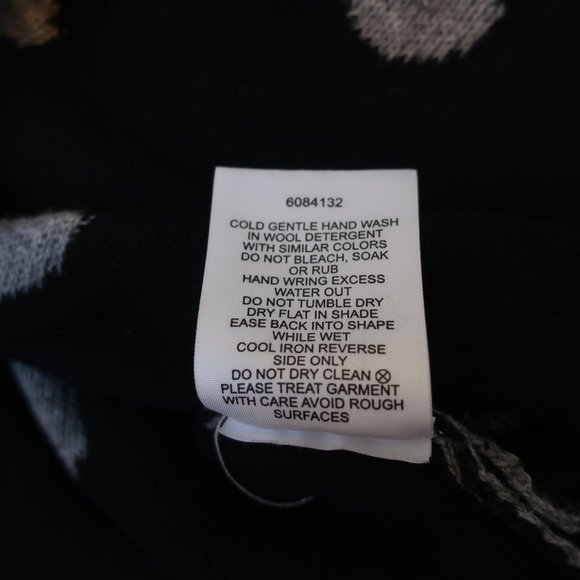 6084132
COLD GENTLE HAND WASH
IN WOOL DETERGENT
WITH SIMILAR COLORS
DO NOT BLEACH, SOAK
OR RUB
HAND WRING EXCESS
WATER OUT
DO NOT TUMBLE DRY
DRY FLAT IN SHADE
EASE BACK INTO SHAPE
WHILE WET
COOL IRON REVERSE
SIDE ONLY
DO NOT DRY CLEAN
PLEASE TREAT GARMENT
WITH CARE AVOID ROUGH
SURFACES